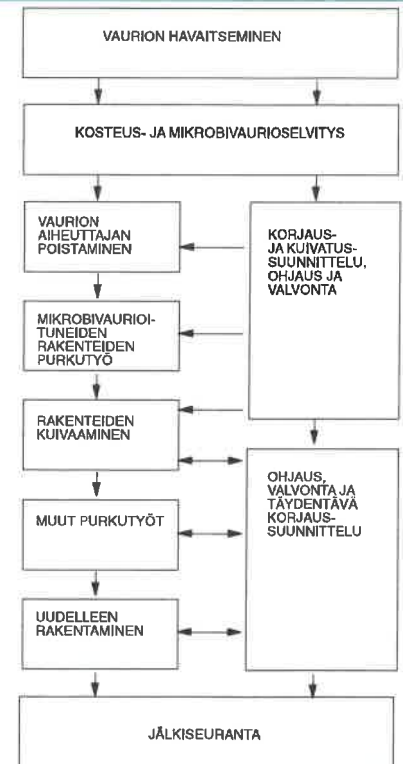 VAURION HAVAITSEMINEN
KOSTEUS- JA MIKROBIVAURIOSELVITYS
VAURION
AIHEUTTAJAN
POISTAMINEN
KORJAUS-
JA KUIVATUS-
SUUNNITTELU,
OHJAUS JA
VALVONTA
MIKROBIVAURIOI-
TUNEIDEN
RAKENTEIDEN
PURKUTYÖ
RAKENTEIDEN
KUIVAAMINEN
OHJAUS,
VALVONTA JA
TÄYDENTÄVÄ
KORJAUS-
SUUNNITTELU
MUUT PURKUTYÖT
UUDELLEEN
RAKENTAMINEN
JÄLKISEURANTA